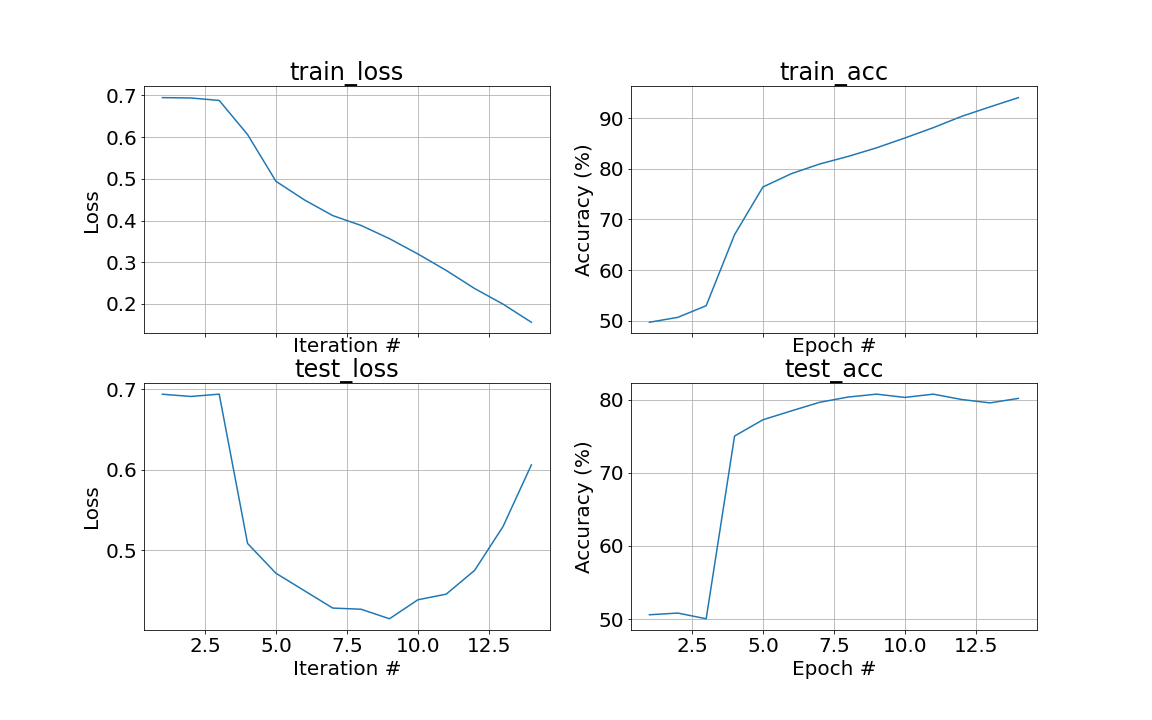 train_loss
0.7
0.6
0.5
0.4
0.3
0.2
Loss
Iteration #
train_acc
90
80
70
60
50
Accuracy (%)
Epoch #
test_loss
0.7
0.6
0.5
Loss
2.5 5.0 7.5 10.0 12.5
Iteration #
test_acc
80
70
60
50
Accuracy (%)
2.5 5.0 7.5 10.0 12.5
Epoch #